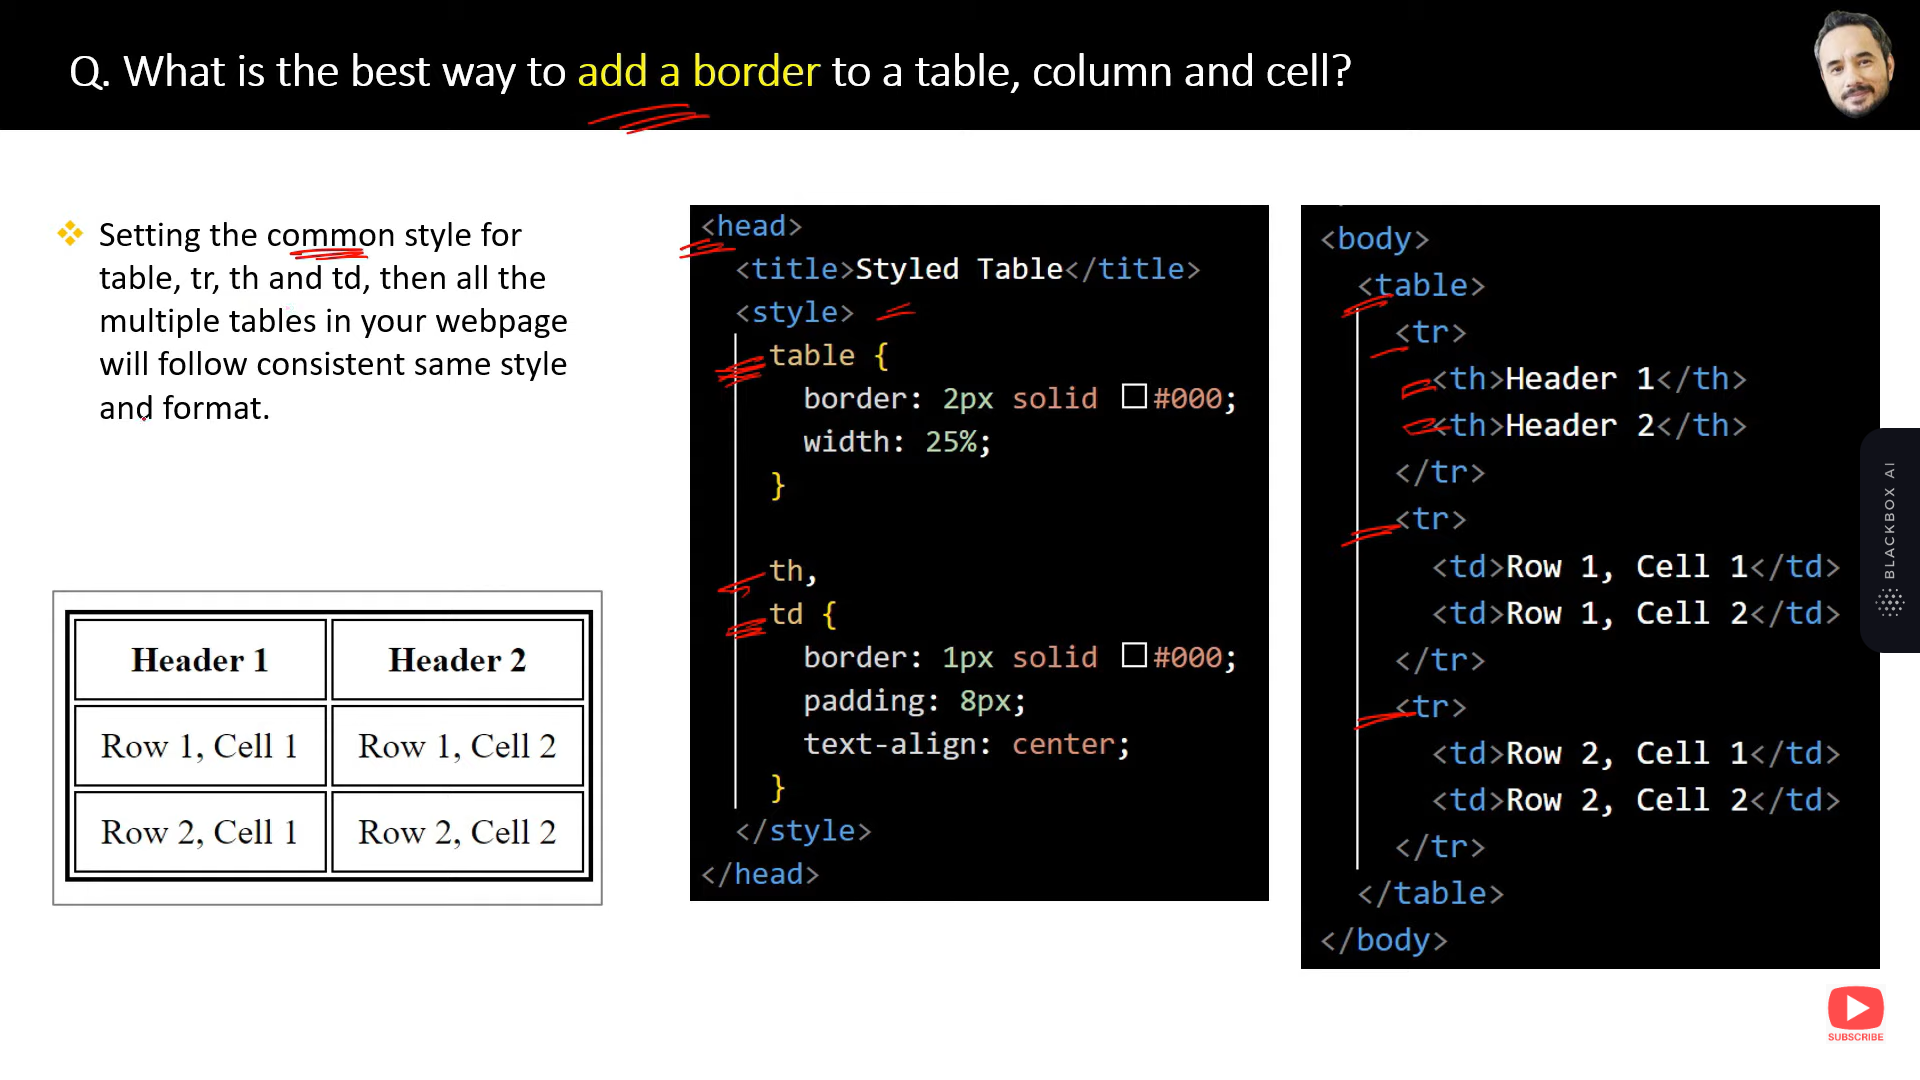 Q. What is the best way to add a border to a table, column and cell?
Setting the common style for
table, tr, th and td, then all the
multiple tables in your webpage
will follow consistent same style
and format.
Header 1 Header 2
Row 1, Cell 1 Row 1, Cell 2
Row 2, Cell 1 Row 2, Cell 2
<head>
<title>Styled Table</title>
<style>
table {
border: 2px solid #000;
width: 25%;
}
th,
td {
border: 1px solid #000;
padding: 8px;
text-align: center;
}
</style>
</head>
<body>
<table>
<tr>
<th>Header 1</th>
<th>Header 2</th>
</tr>
<tr>
<td>Row 1, Cell 1</td>
<td>Row 1, Cell 2</td>
</tr>
<tr>
<td>Row 2, Cell 1</td>
<td>Row 2, Cell 2</td>
</tr>
</table>
</body>
BLACKBOX AI
SUBSCRIBE